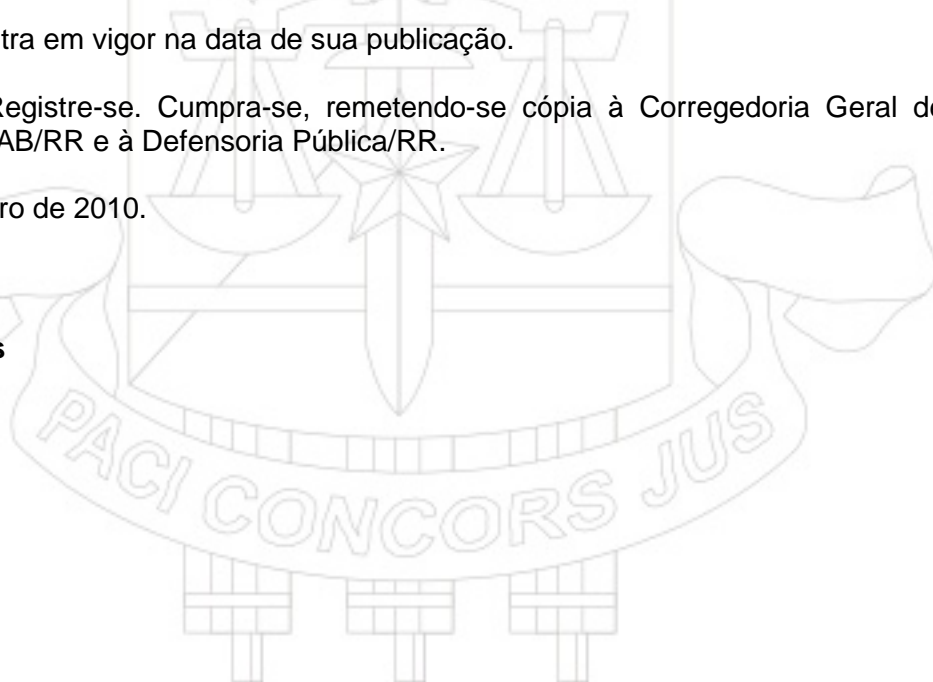 tra em vigor na data de sua publicação.
Registre-se. Cumpra-se, remetendo-se cópia à Corregedoria Geral de
AB/RR e à Defensoria Pública/RR.
ro de 2010.
s
PACI CONCORS JUS